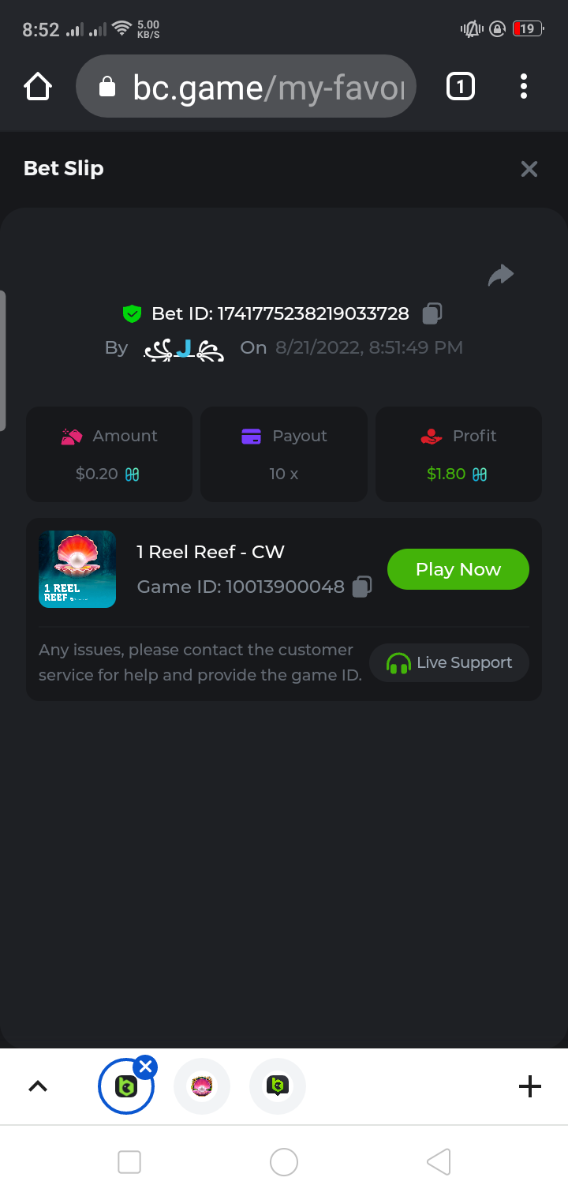 8:52 5.00 KB/S 19
bc.game/my-favor 1
Bet Slip
Bet ID: 1741775238219033728
By J On 8/21/2022, 8:51:49 PM
Amount Payout Profit
$0.20 10 x $1.80
1 REEL
REEF
1 Reel Reef - CW
Game ID: 10013900048
Play Now
Any issues, please contact the customer
service for help and provide the game ID.
Live Support